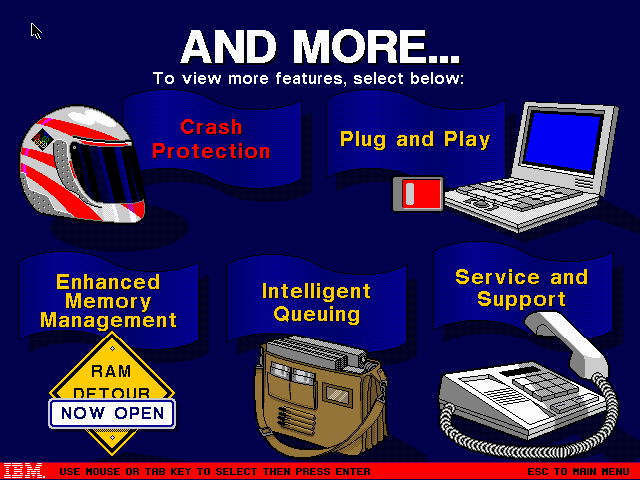 AND MORE...
To view more features, select below:
Crash
Protection
Plug and Play
Enhanced
Memory
Management
Intelligent
Queuing
Service and
Support
RAM
DETOUR
NOW OPEN
IBM. USE MOUSE OR TAB KEY TO SELECT THEN PRESS ENTER ESC TO MAIN MENU